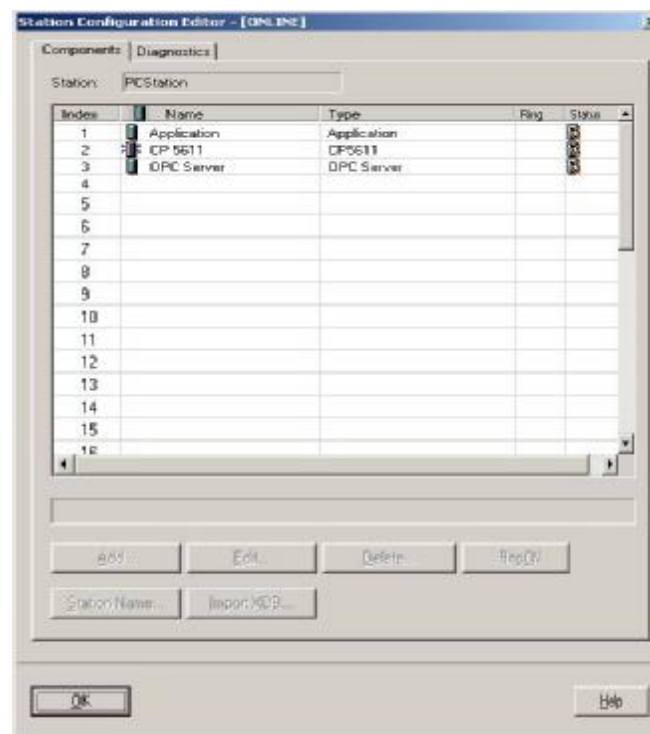 Station Configuration Editor - [ONLINE]
Components Diagnostics
Station: PCStation
Index Name Type Ring Status
1 Application Application
2 CP 5611 CP5611
3 OPC Server OPC Server
4
5
6
7
8
9
10
11
12
13
14
15
16
Add... Edit... Delete... RingON
Station Name... Import XDB...
OK Help